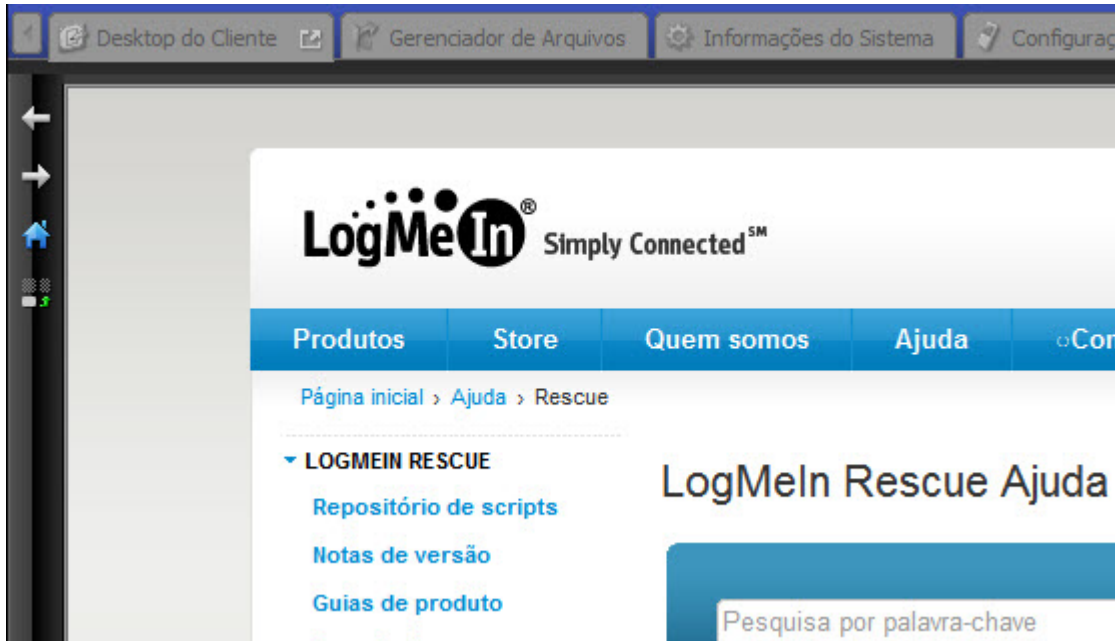 Desktop do Cliente
Gerenciador de Arquivos
Informações do Sistema
LogMeIn® Simply Connected℠
Produtos
Store
Quem somos
Ajuda
Página inicial › Ajuda › Rescue
LOGMEIN RESCUE
LogMeIn Rescue Ajuda
Repositório de scripts
Notas de versão
Guias de produto
Pesquisa por palavra-chave